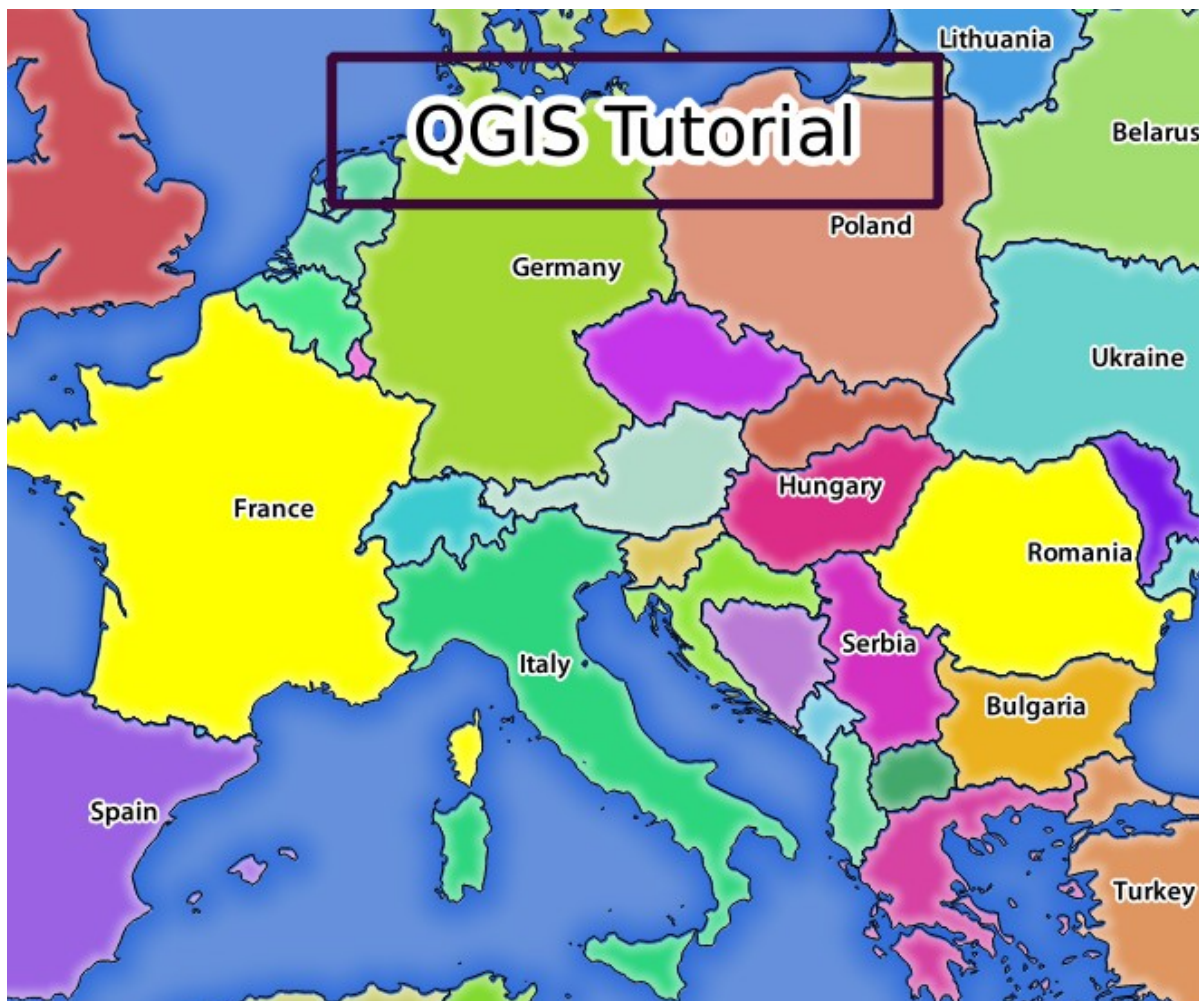 Lithuania
QGIS Tutorial
Belarus
Poland
Germany
Ukraine
Hungary
France
Romania
Serbia
Italy
Bulgaria
Spain
Turkey